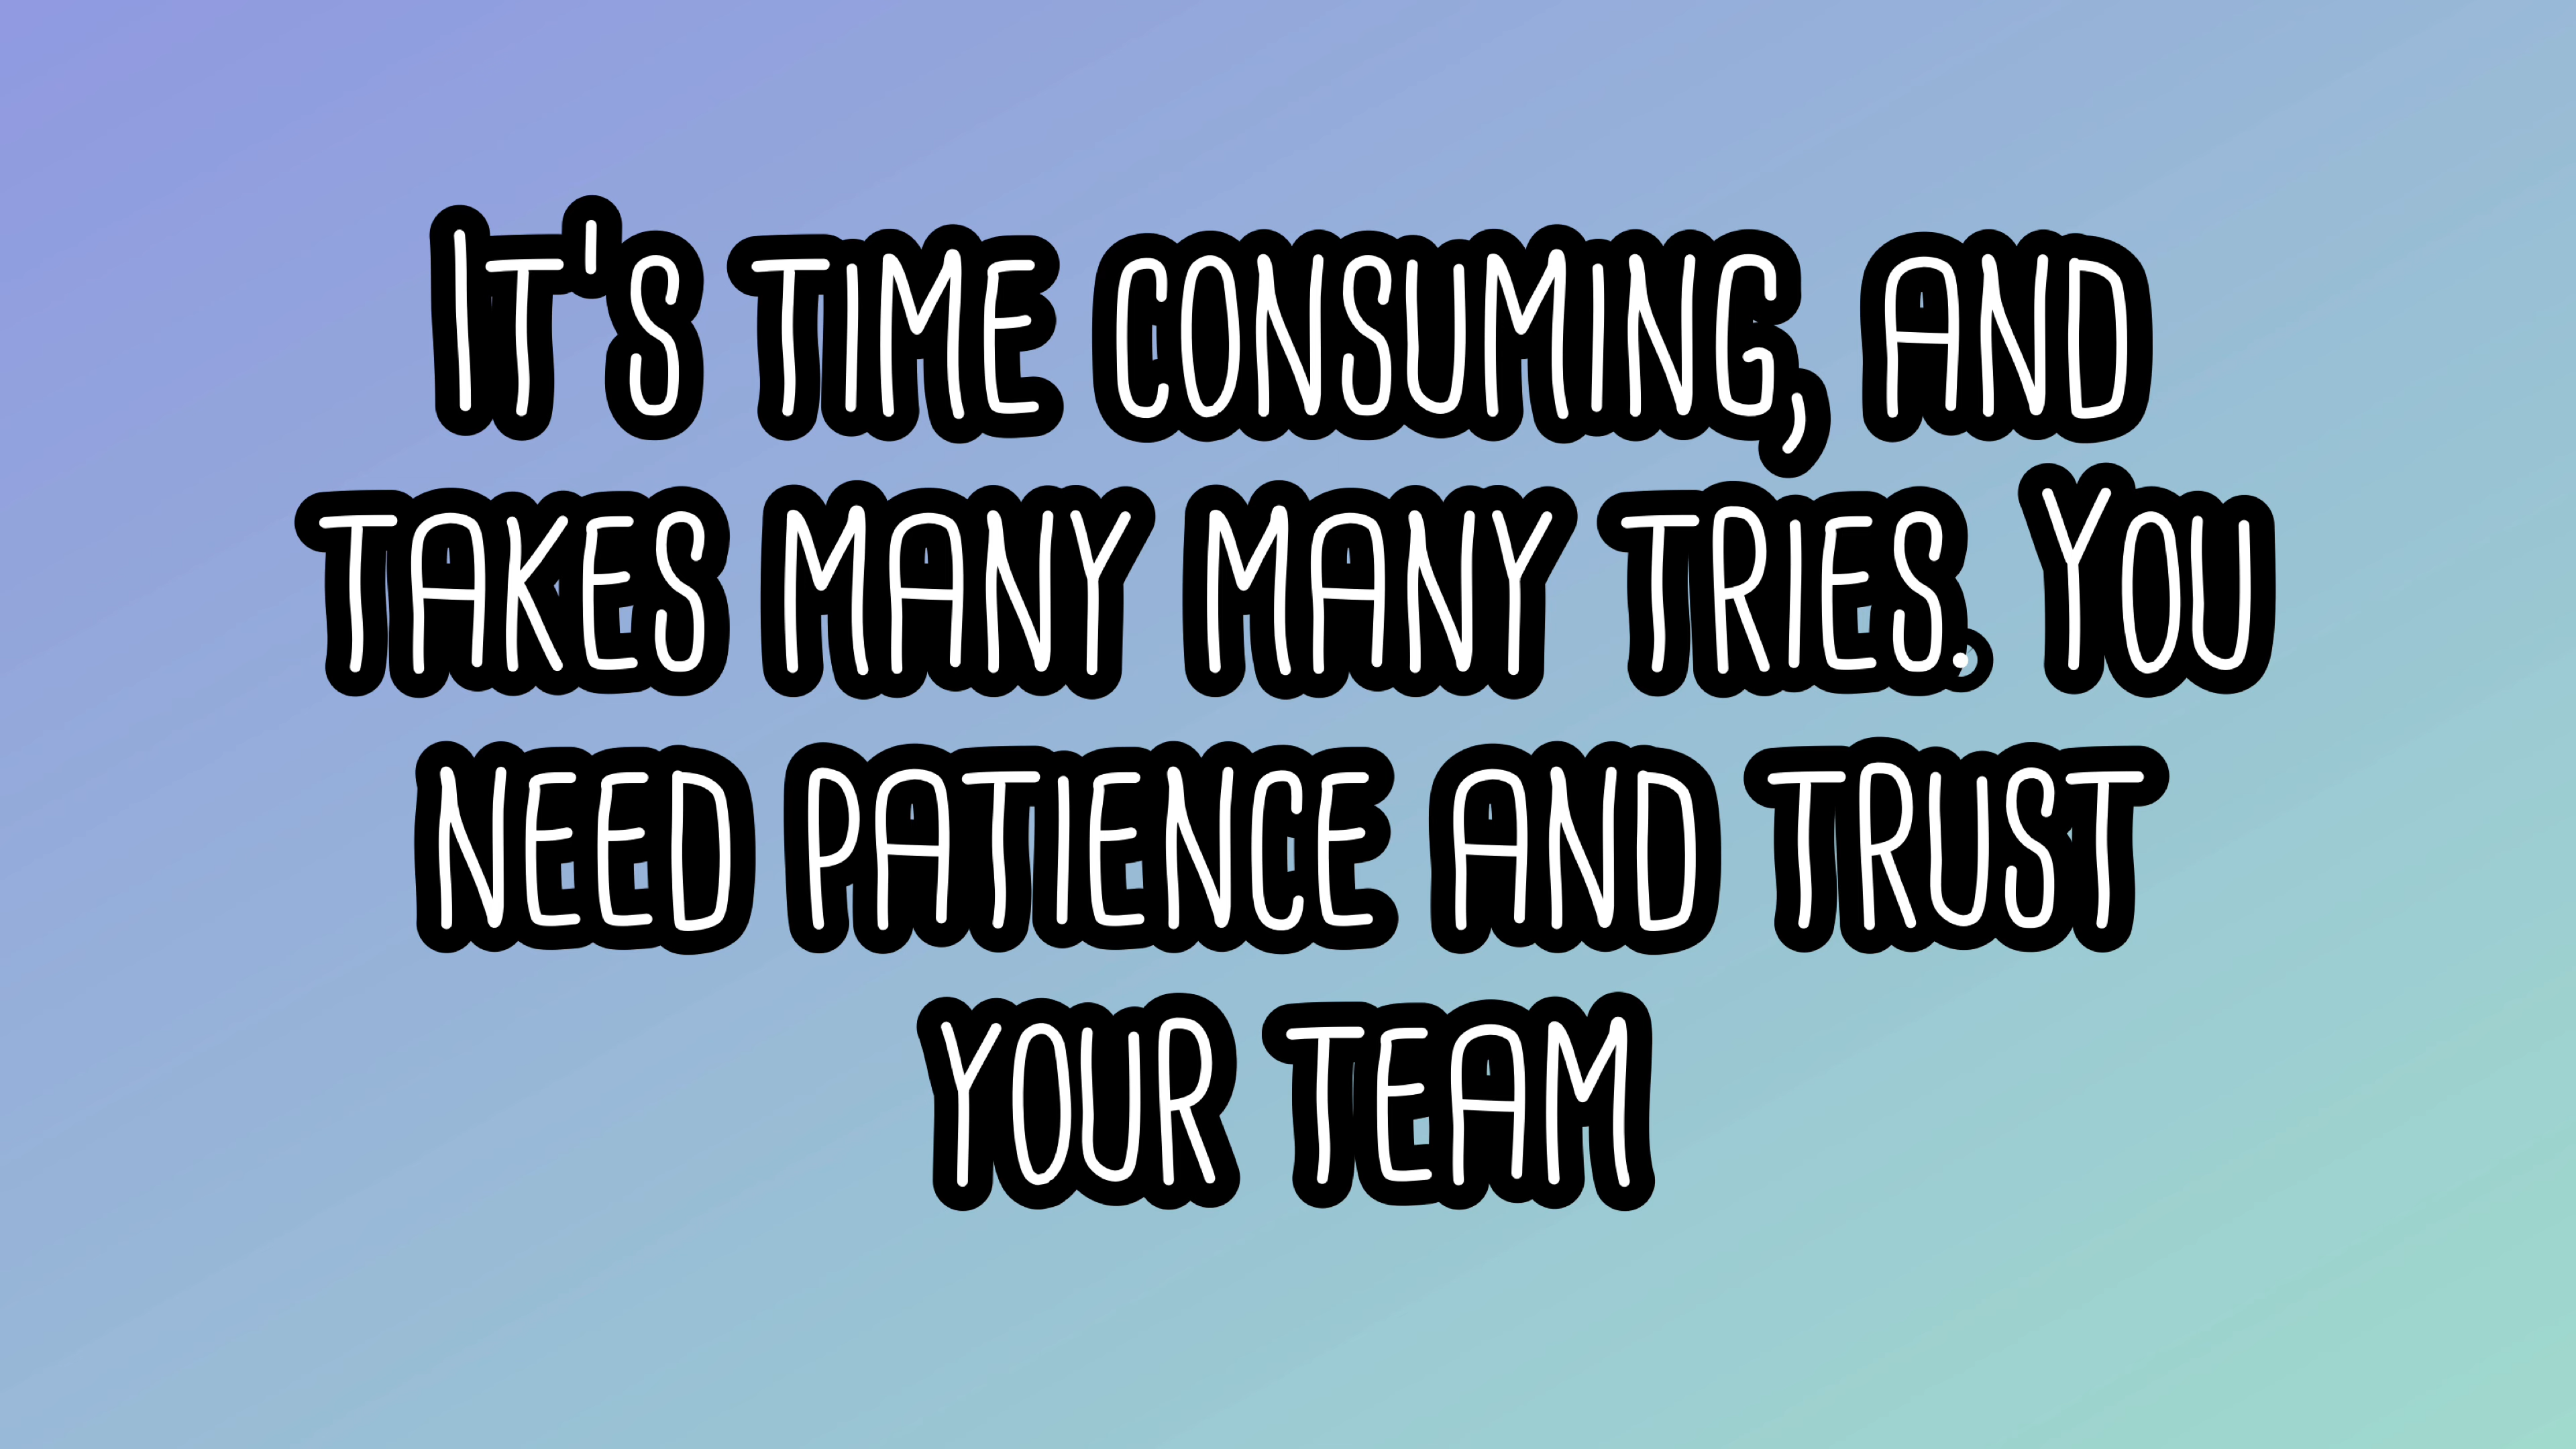 It's time consuming, and
takes many many tries. You
need patience and trust
your team